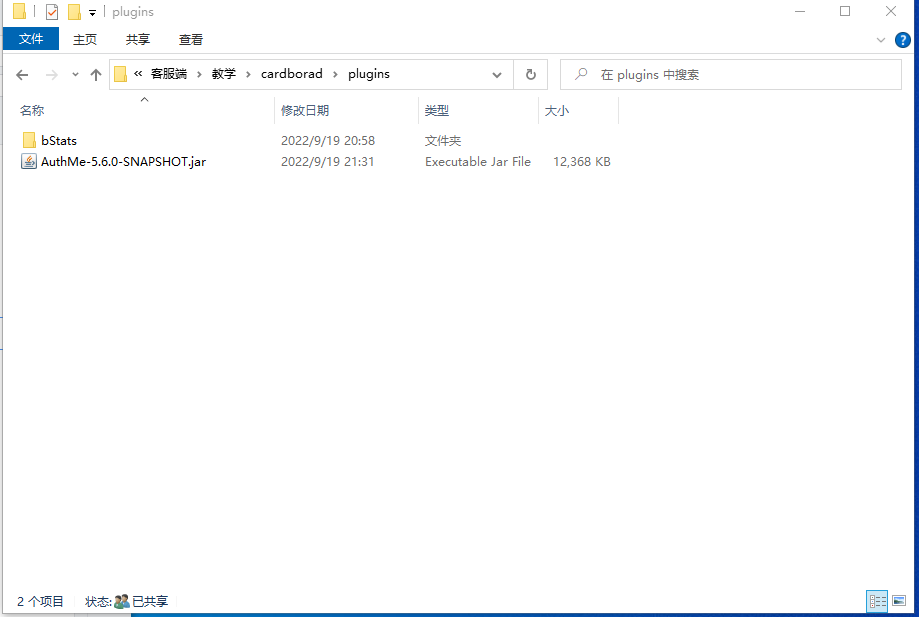 plugins
文件 主页 共享 查看
« 客服端 › 教学 › cardborad › plugins 在 plugins 中搜索
名称 修改日期 类型 大小
bStats 2022/9/19 20:58 文件夹
AuthMe-5.6.0-SNAPSHOT.jar 2022/9/19 21:31 Executable Jar File 12,368 KB
2 个项目 状态: 已共享